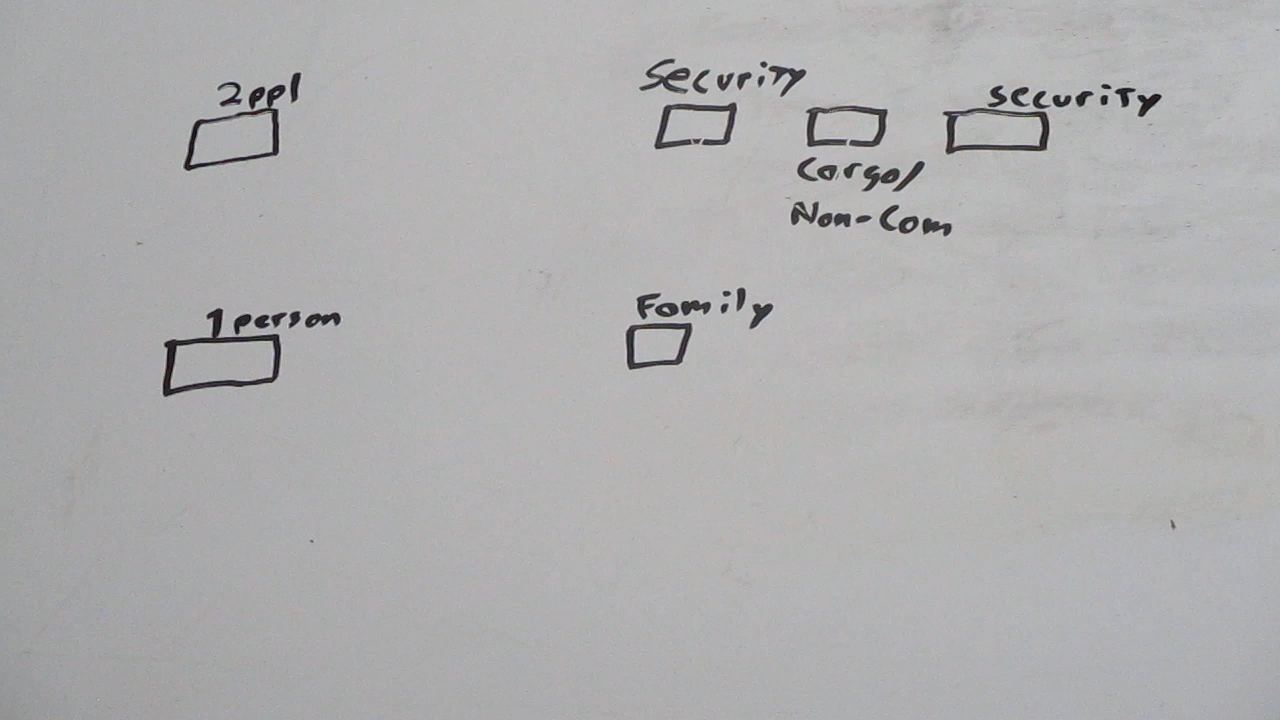 2ppl
Security
security
Cargo/
Non-Com
1 person
Family